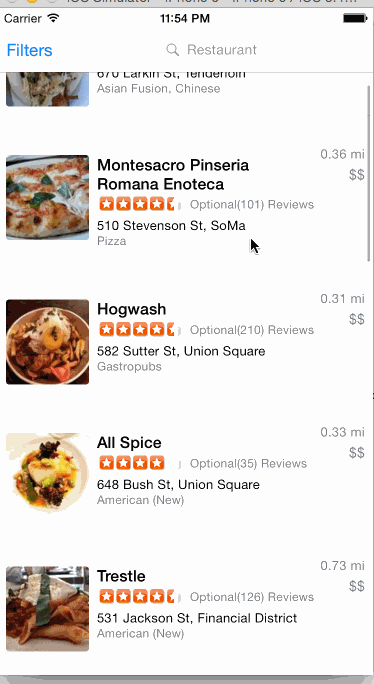 Carrier 11:54 PM
Filters Restaurant
670 Larkin St, Tenderloin
Asian Fusion, Chinese
0.36 mi
Montesacro Pinseria
$$
Romana Enoteca
Optional(101) Reviews
510 Stevenson St, SoMa
Pizza
0.31 mi
Hogwash
$$
Optional(210) Reviews
582 Sutter St, Union Square
Gastropubs
0.33 mi
All Spice
$$
Optional(35) Reviews
648 Bush St, Union Square
American (New)
0.73 mi
Trestle
$$
Optional(126) Reviews
531 Jackson St, Financial District
American (New)